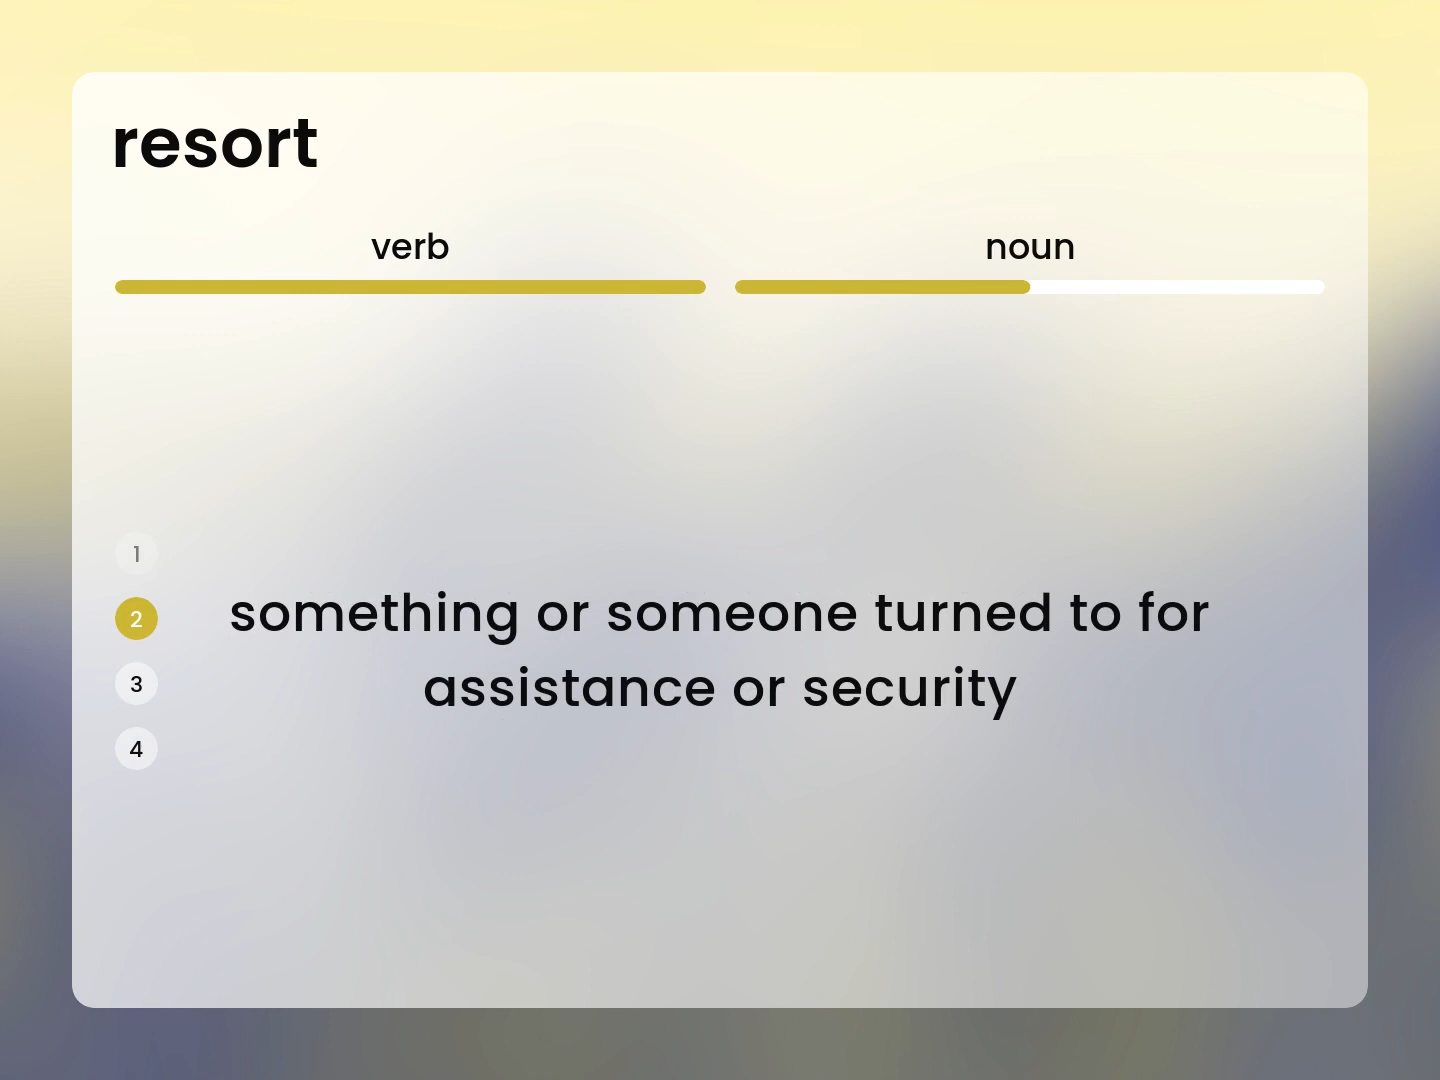 resort
verb
noun
1
2
3
4
something or someone turned to for
assistance or security